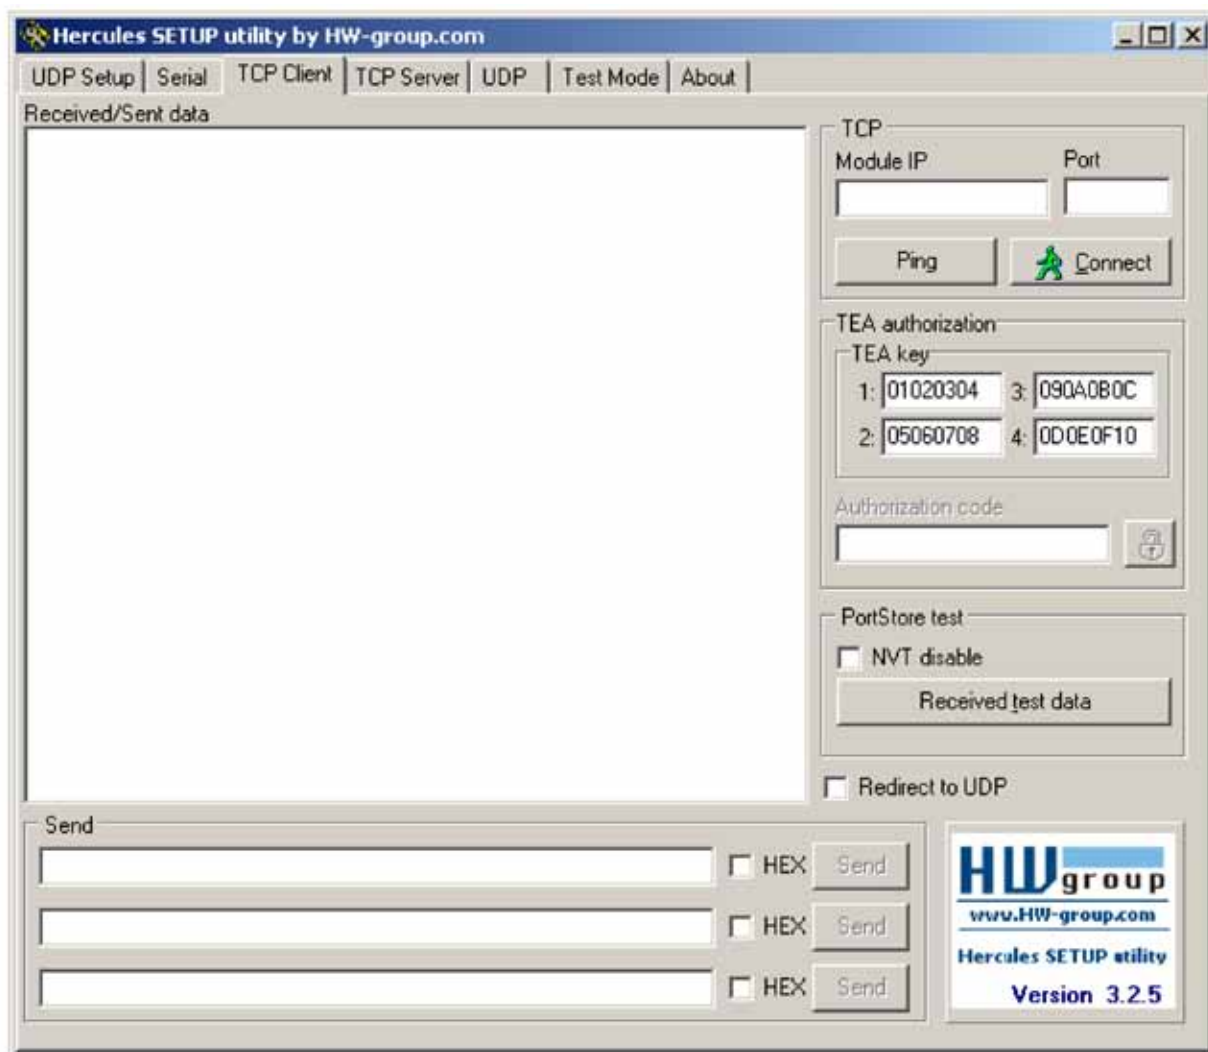 Hercules SETUP utility by HW-group.com
UDP Setup Serial TCP Client TCP Server UDP Test Mode About
Received/Sent data
TCP
Module IP Port
Ping Connect
TEA authorization
TEA key
1: 01020304 3: 090A0B0C
2: 05060708 4: 0D0E0F10
Authorization code
PortStore test
NVT disable
Received test data
Redirect to UDP
Send
HEX Send
HEX Send
HEX Send
HW group
www.HW-group.com
Hercules SETUP utility
Version 3.2.5